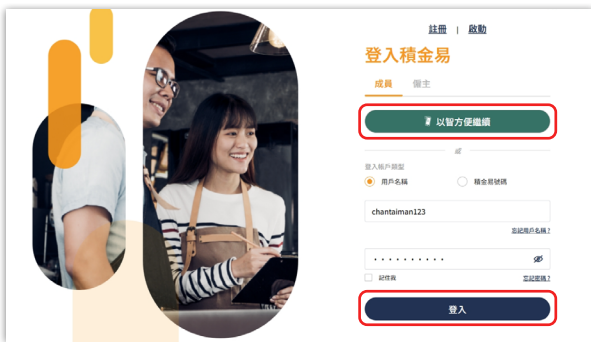 註冊 | 啟動
登入積金易
成員 僱主
以智方便繼續
或
登入帳戶類型
用戶名稱 積金易號碼
chantaiman123
忘記用戶名稱？
記住我 忘記密碼？
登入